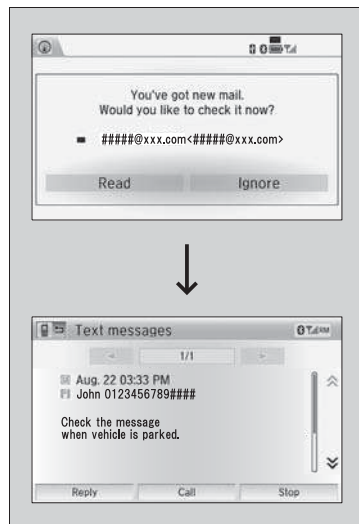 You've got new mail.
Would you like to check it now?
#####@xxx.com<#####@xxx.com>
Read Ignore
Text messages
1/1
Aug. 22 03:33 PM
John 0123456789####
Check the message
when vehicle is parked.
Reply Call Stop